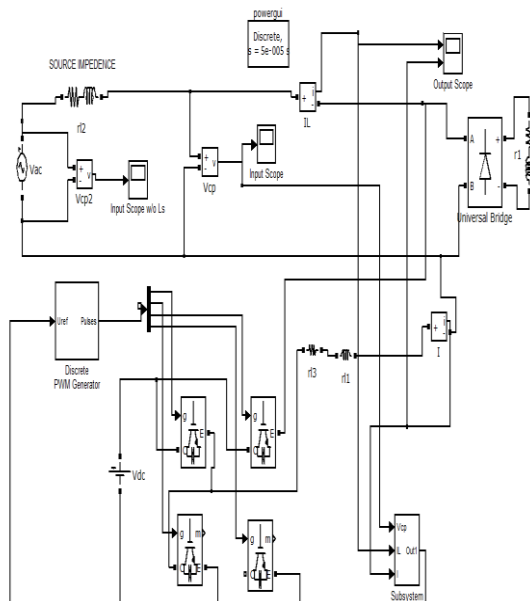 powergui
Discrete,
s = 5e-005 s
SOURCE IMPEDENCE
rl2
+
-
i
IL
Output Scope
Vac
+
-
v
Vcp2
Input Scope w/o Ls
+
-
v
Vcp
Input Scope
A
B
+
-
Universal Bridge
r1
Uref
Pulses
Discrete
PWM Generator
rl3
rl1
+
-
i
I
g
C
E
g
C
E
Vdc
g
m
C
E
g
m
C
E
Vcp
IL
I
Out1
Subsystem